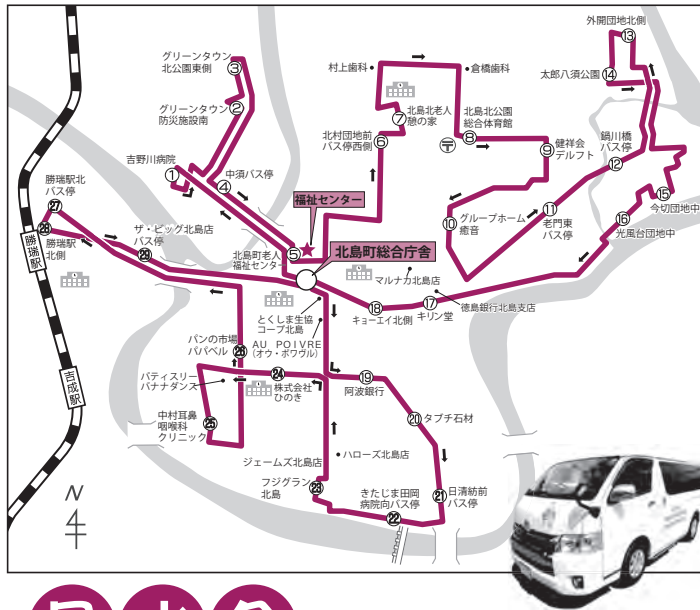 外開団地北側
⑬
グリーンタウン
北公園東側
③
村上歯科
倉橋歯科
太郎八須公園
⑭
グリーンタウン
防災施設南
②
北島北老人
憩の家
⑦
北島北公園
総合体育館
⑧
〒
北村団地前
バス停西側
⑥
吉野川病院
①
健祥会
デルフト
⑨
鍋川橋
バス停
⑫
中須バス停
④
勝瑞駅北
バス停
㉗
福祉センター
★
今切団地中
⑮
グループホーム
癒音
⑩
老門東
バス停
⑪
光風台団地中
⑯
㉘
勝瑞駅
北側
勝瑞駅
ザ・ビッグ北島店
バス停
㉙
北島町老人
福祉センター
⑤
北島町総合庁舎
マルナカ北島店
徳島銀行北島支店
キリン堂
⑰
キョーエイ北側
⑱
とくしま生協
コープ北島
AU POIVRE
(オウ・ポワヴル)
パンの市場
パパベル
㉖
吉成駅
パティスリー
バナナダンス
㉔
株式会社
ひのき
⑲
阿波銀行
⑳
タブチ石材
中村耳鼻
咽喉科
クリニック
㉕
ジェームズ北島店
ハローズ北島店
フジグラン
北島
㉓
きたじま田岡
病院向バス停
㉒
㉑
日清紡前
バス停
N